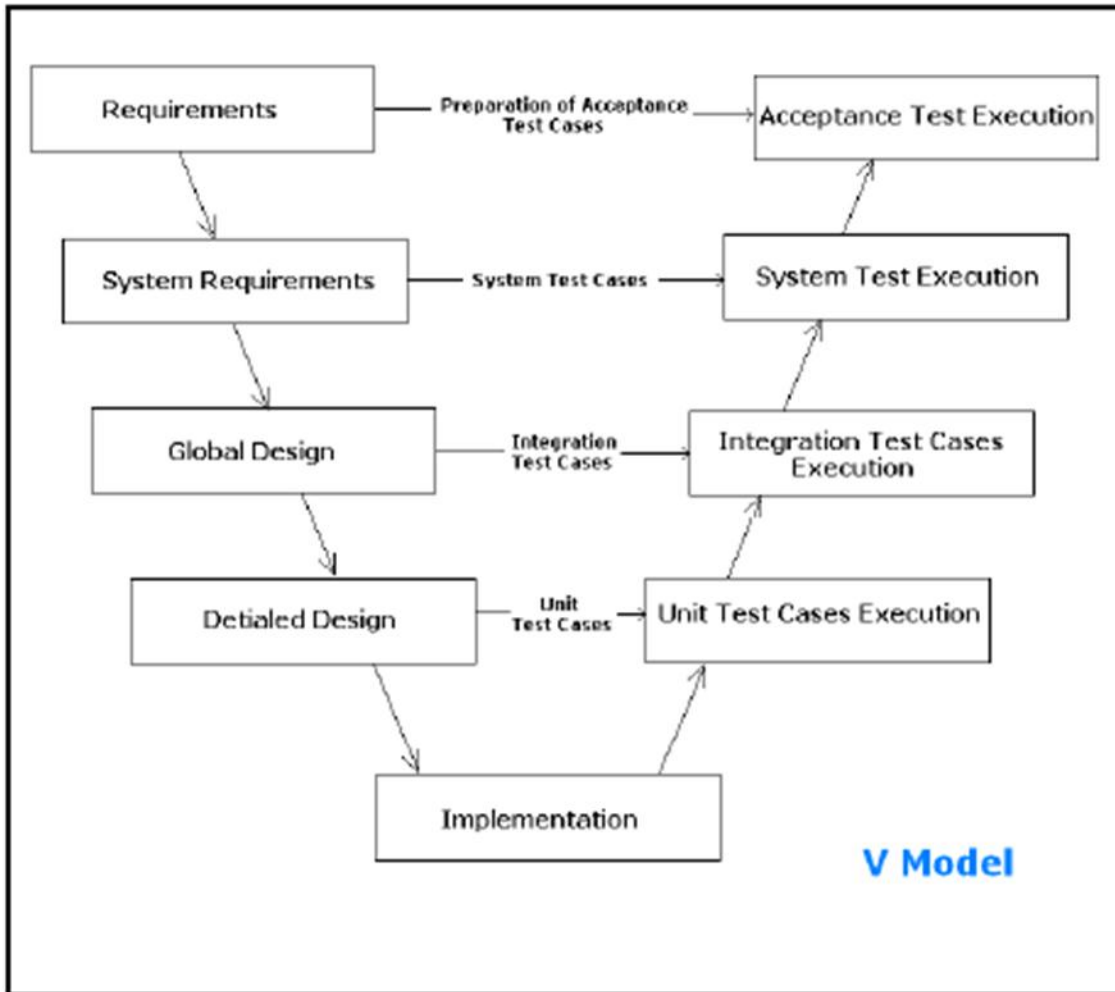 Requirements
Preparation of Acceptance
Test Cases
Acceptance Test Execution
System Requirements
System Test Cases
System Test Execution
Global Design
Integration
Test Cases
Integration Test Cases
Execution
Detialed Design
Unit
Test Cases
Unit Test Cases Execution
Implementation
V Model